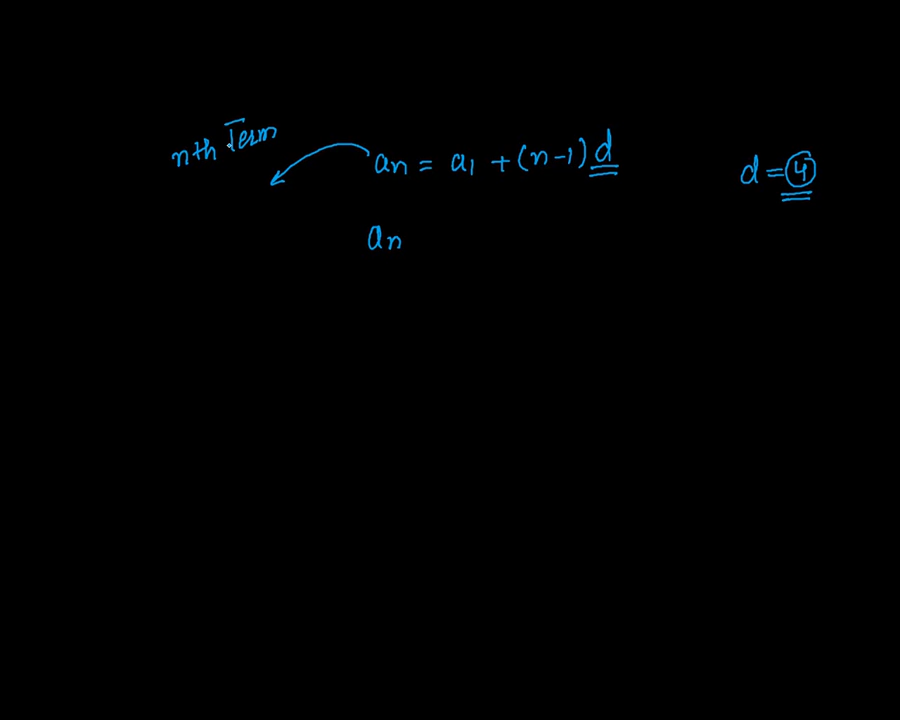 nth Term
an = a1 + (n-1) d
d = 4
an